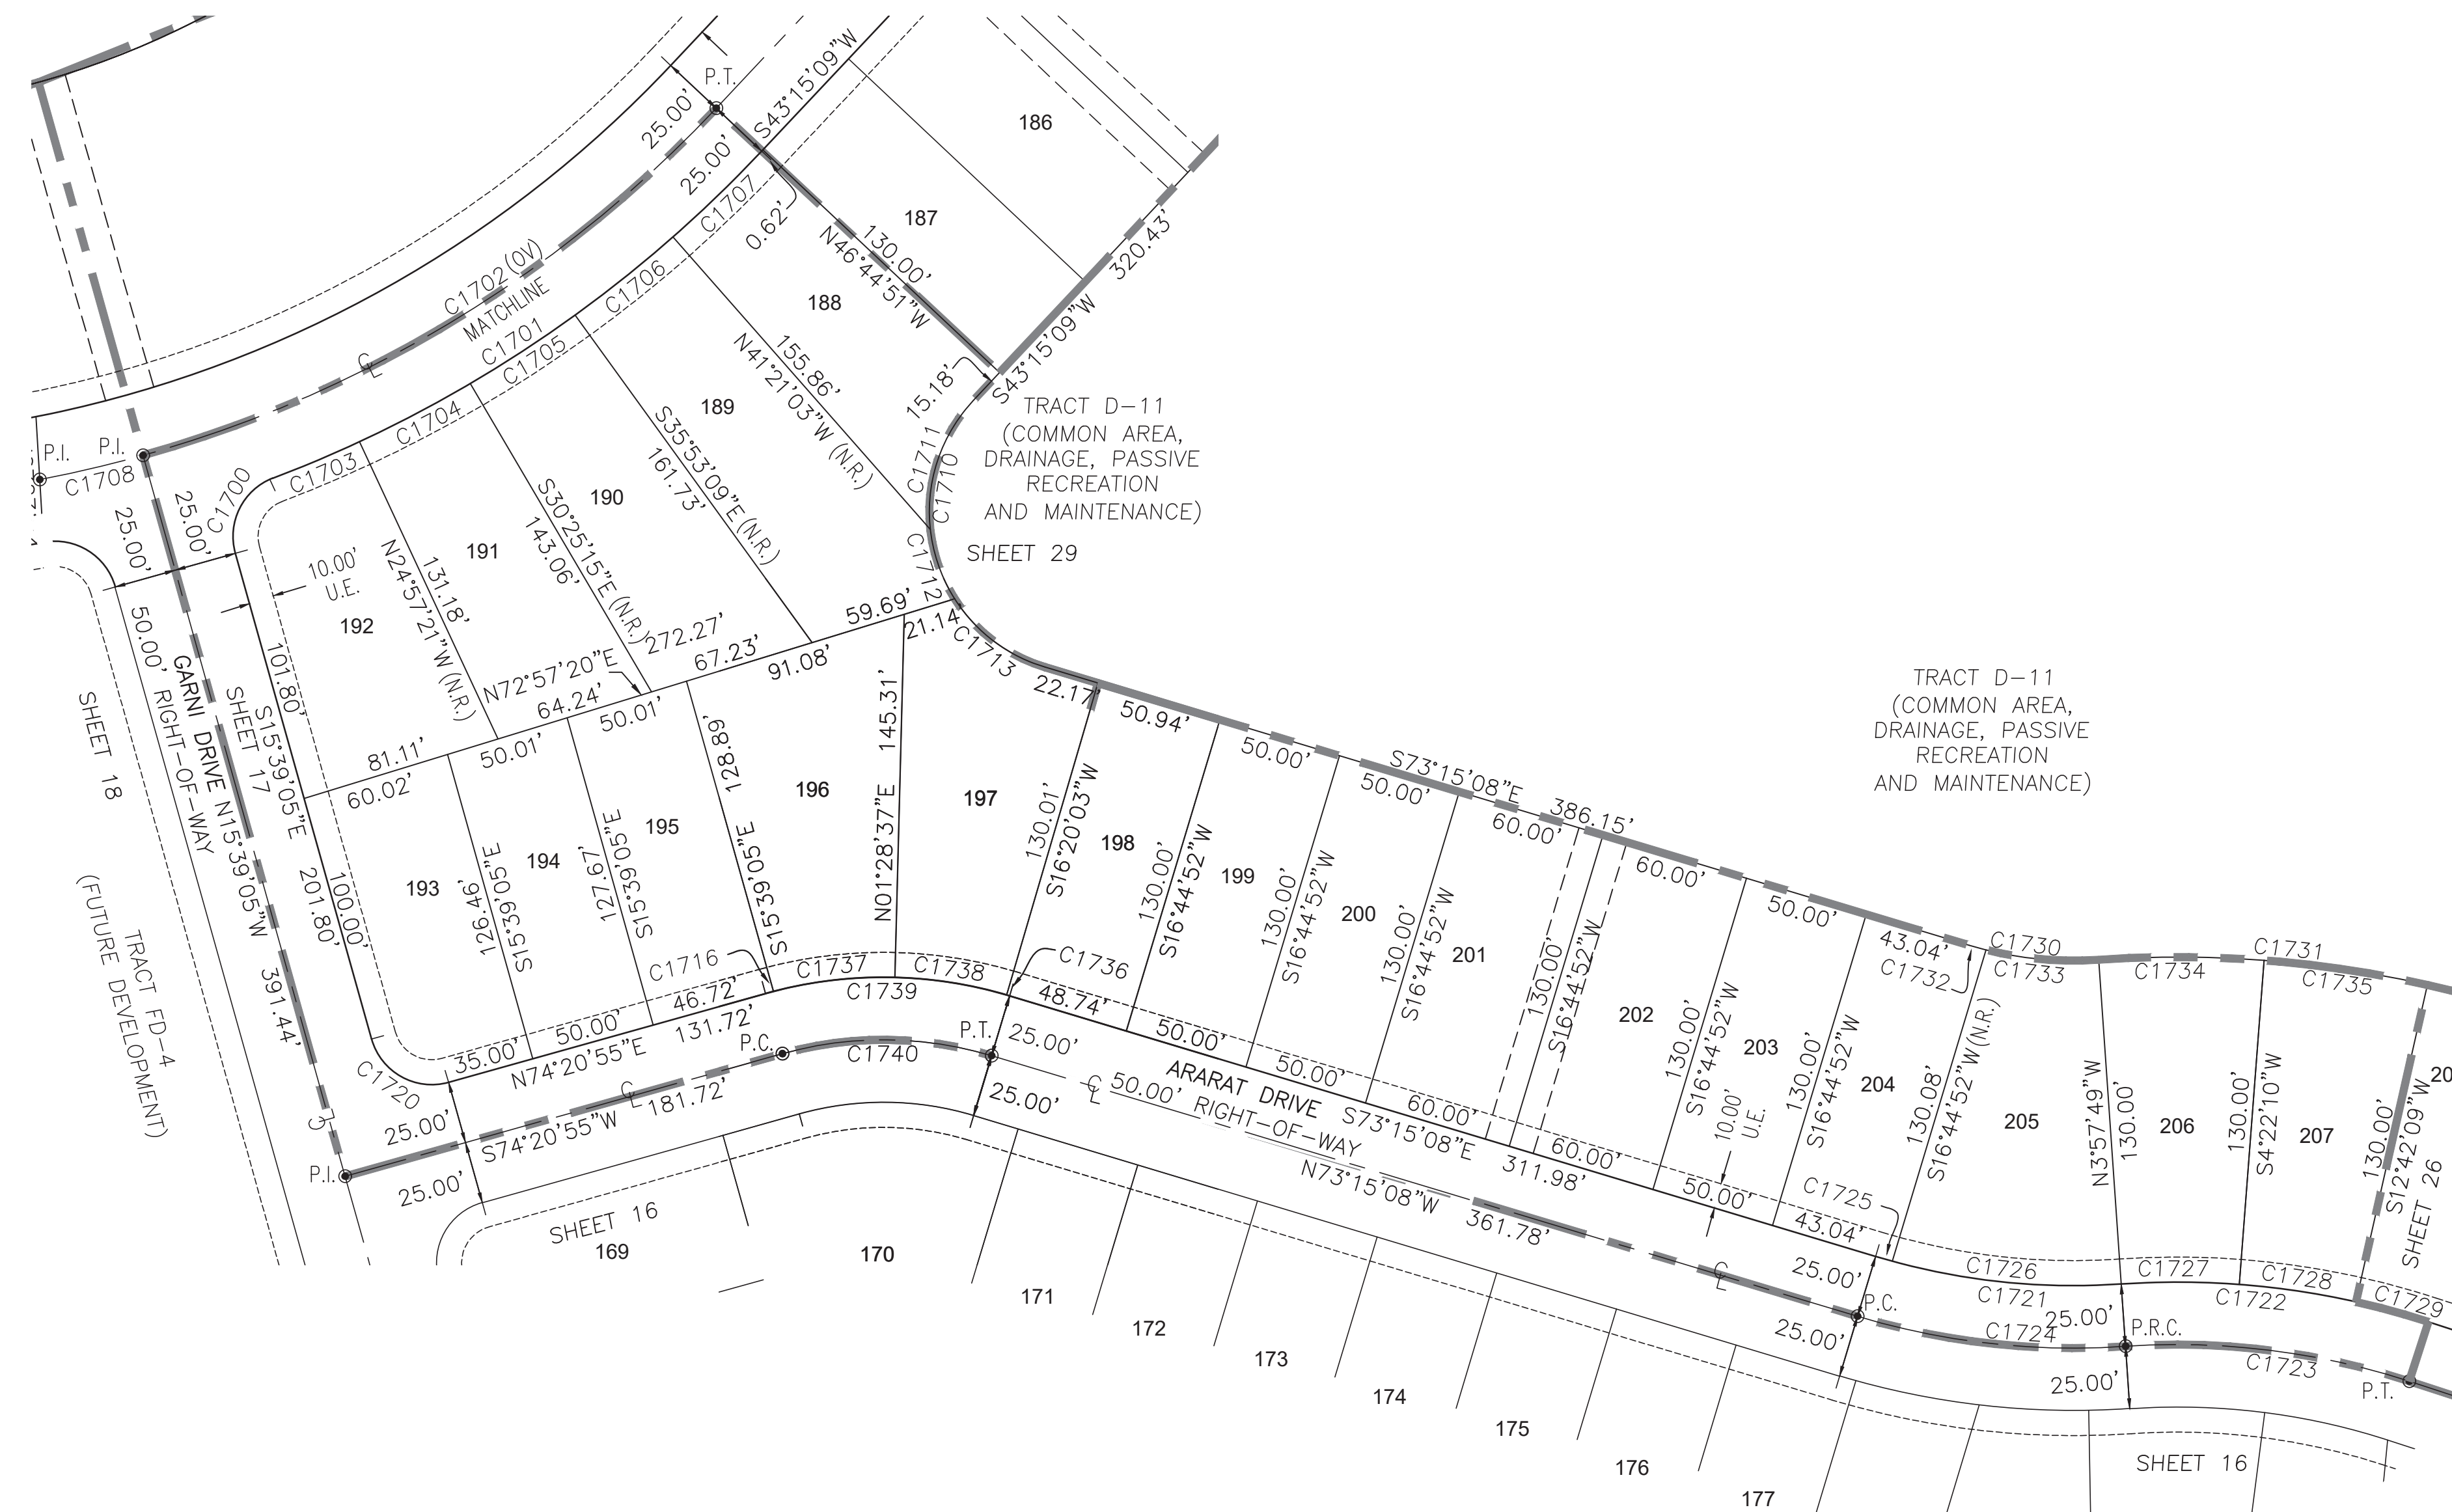 P.T.
25.00'
25.00'
S43°15'09"W
186
187
C1707
0.62'
130.00'
N46°44'51"W
320.43'
S43°15'09"W
15.18'
C1702 (OV)
MATCHLINE
C1701
C1706
C1705
C1704
C1703
188
155.86'
N41°21'03"W (N.R.)
189
S35°53'09"E (N.R.)
161.73'
C1711
C1710
C1712
C1713
TRACT D-11
(COMMON AREA,
DRAINAGE, PASSIVE
RECREATION
AND MAINTENANCE)
SHEET 29
P.I.
P.I.
C1708
C1700
25.00'
25.00'
10.00'
U.E.
190
S30°25'15"E (N.R.)
143.06'
191
131.18'
N24°57'21"W (N.R.)
192
272.27'
59.69'
21.14'
N72°57'20"E
67.23'
91.08'
64.24'
50.01'
50.01'
81.11'
60.02'
22.17'
50.94'
50.00'
S73°15'08"E
50.00'
386.15'
60.00'
60.00'
50.00'
43.04'
TRACT D-11
(COMMON AREA,
DRAINAGE, PASSIVE
RECREATION
AND MAINTENANCE)
50.00' RIGHT-OF-WAY
GARNI DRIVE N15°39'05"W
391.44'
SHEET 17
SHEET 18
101.80'
S15°39'05"E
201.80'
100.00'
TRACT FD-4
(FUTURE DEVELOPMENT)
193
126.46'
S15°39'05"E
194
127.67'
S15°39'05"E
195
128.89'
S15°39'05"E
196
N01°28'37"E 145.31'
197
130.01'
S16°20'03"W
198
130.00'
S16°44'52"W
199
130.00'
S16°44'52"W
200
130.00'
S16°44'52"W
201
130.00'
S16°44'52"W
202
130.00'
S16°44'52"W
203
130.00'
S16°44'52"W
204
130.08'
S16°44'52"W (N.R.)
205
N3°57'49"W
130.00'
206
130.00'
S4°22'10"W
207
130.00'
S12°42'09"W
SHEET 26
20
C1730
C1731
C1732
C1733
C1734
C1735
C1716
C1737
C1738
C1739
C1736
46.72'
50.00'
131.72'
35.00'
N74°20'55"E
C1720
P.C.
C1740
P.T.
25.00'
25.00'
48.74'
50.00'
50.00'
ARARAT DRIVE S73°15'08"E
50.00' RIGHT-OF-WAY
60.00'
60.00'
311.98'
50.00'
10.00'
U.E.
43.04'
C1725
N73°15'08"W
361.78'
181.72'
S74°20'55"W
25.00'
25.00'
P.I.
SHEET 16
169
170
171
172
173
174
175
176
177
25.00'
25.00'
P.C.
C1726
C1727
C1728
C1721
C1722
C1729
25.00'
C1724
P.R.C.
C1723
25.00'
P.T.
SHEET 16